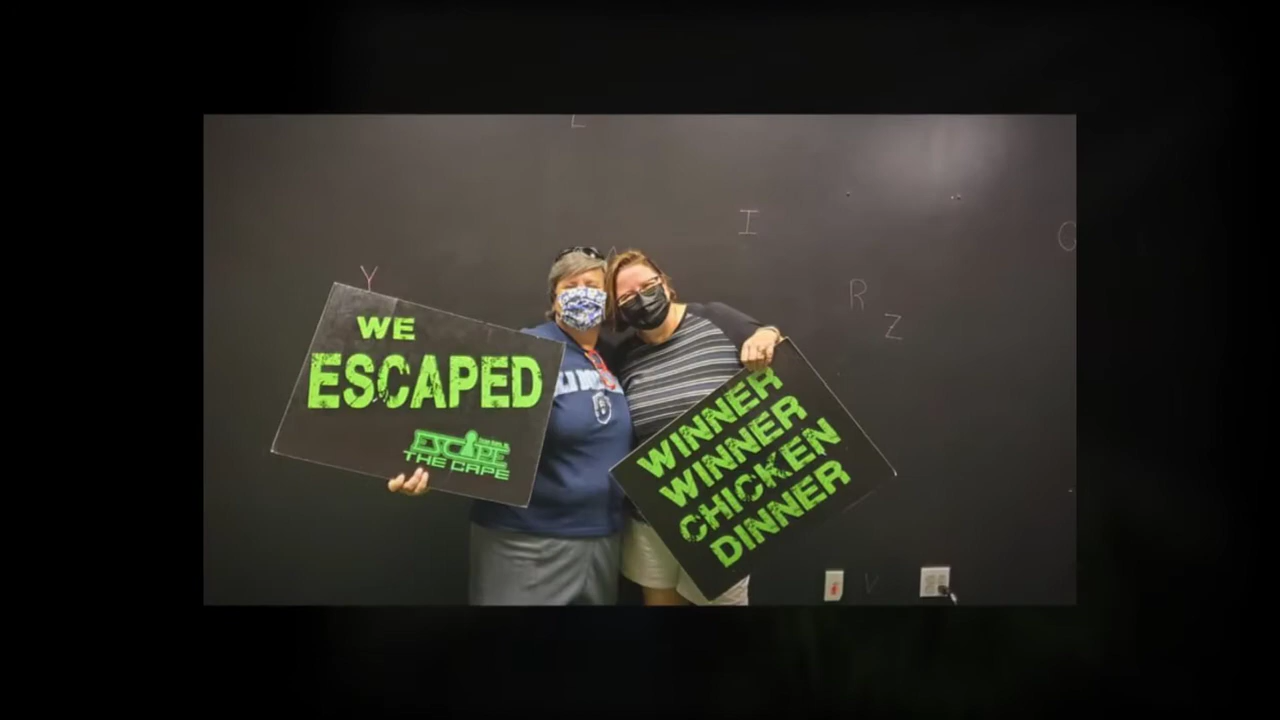 L
I
Y
R
Z
WE
ESCAPED
ESCAPE
THE CAPE
WINNER
WINNER
CHICKEN
DINNER
V